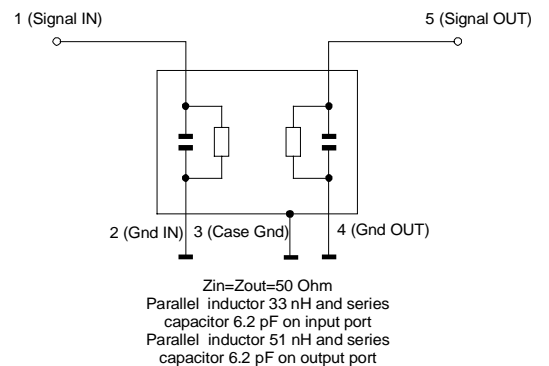 1 (Signal IN)
5 (Signal OUT)
2 (Gnd IN)
3 (Case Gnd)
4 (Gnd OUT)
Zin=Zout=50 Ohm
Parallel inductor 33 nH and series
capacitor 6.2 pF on input port
Parallel inductor 51 nH and series
capacitor 6.2 pF on output port